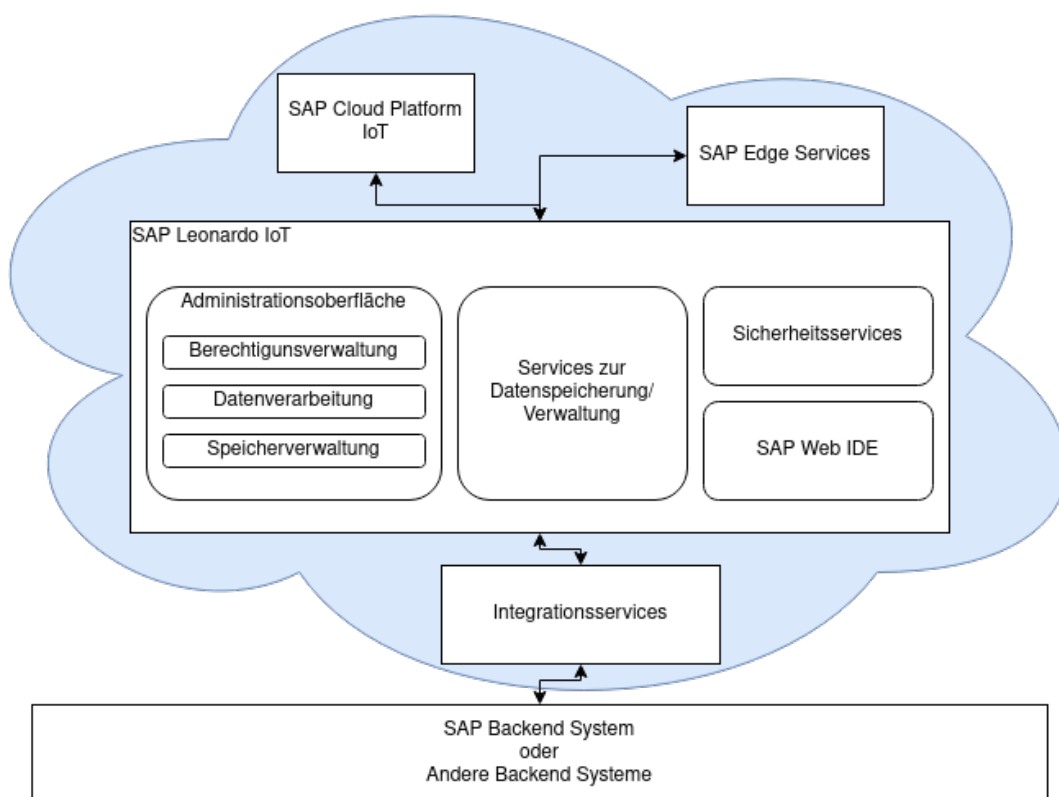 SAP Cloud Platform
IoT
SAP Edge Services
SAP Leonardo IoT
Administrationsoberfläche
Berechtigunsverwaltung
Datenverarbeitung
Speicherverwaltung
Services zur
Datenspeicherung/
Verwaltung
Sicherheitsservices
SAP Web IDE
Integrationsservices
SAP Backend System
oder
Andere Backend Systeme